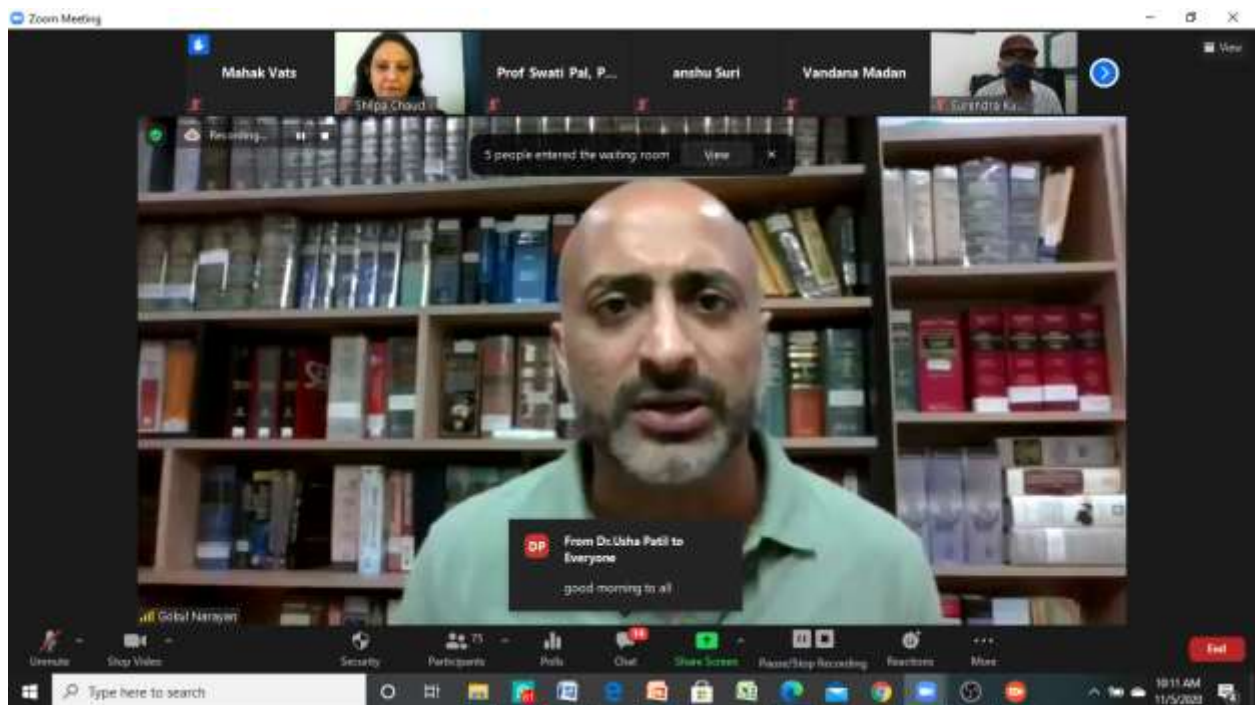 Zoom Meeting
View
Mahak Vats
Shilpa Chaud
Prof Swati Pal, P...
anshu Suri
Vandana Madan
Surendra Ku...
Recording...
5 people entered the waiting room View
From Dr.Usha Patil to
Everyone
good morning to all
DP
Gokul Narayan
Unmute
Stop Video
Security
Participants 75
Polls
Chat
Share Screen
Pause/Stop Recording
Reactions
More
End
Type here to search
10:11 AM
11/5/2020